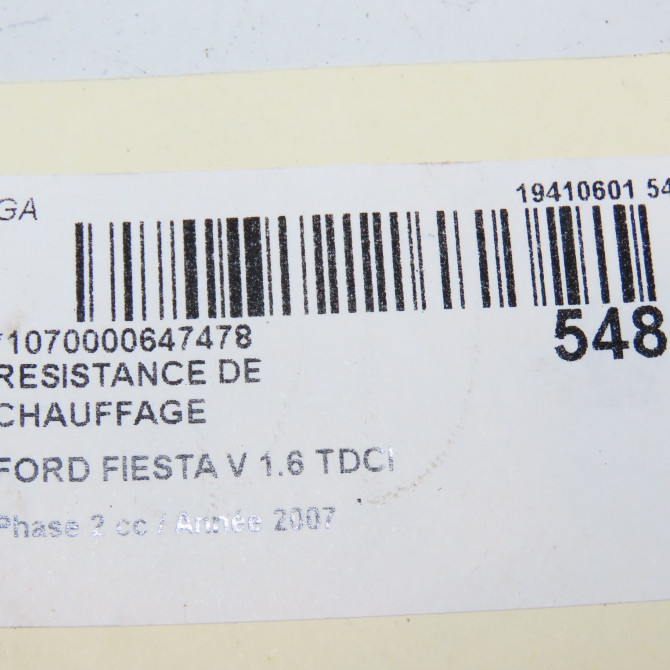 GA
19410601 54
*1070000647478
548
RESISTANCE DE
CHAUFFAGE
FORD FIESTA V 1.6 TDCI
Phase 2 cc / Année 2007